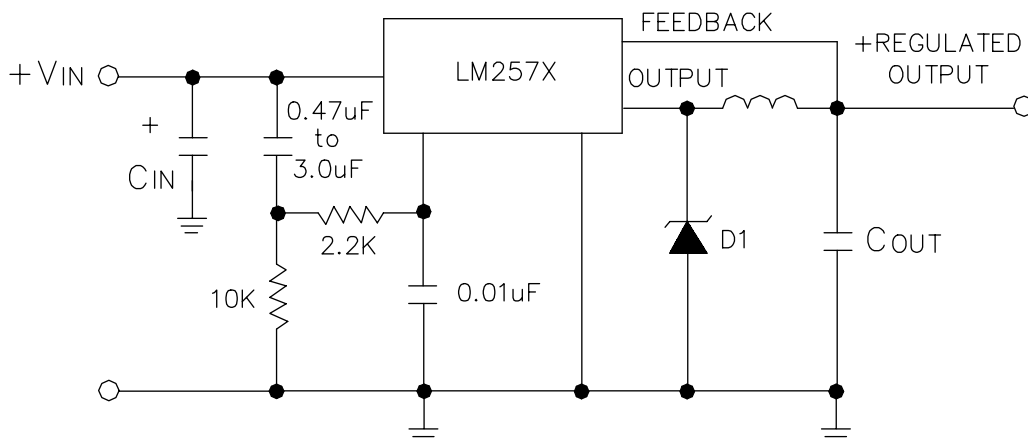 FEEDBACK
+REGULATED
OUTPUT
+VIN
LM257X
OUTPUT
0.47uF
to
3.0uF
+
CIN
2.2K
D1
COUT
10K
0.01uF